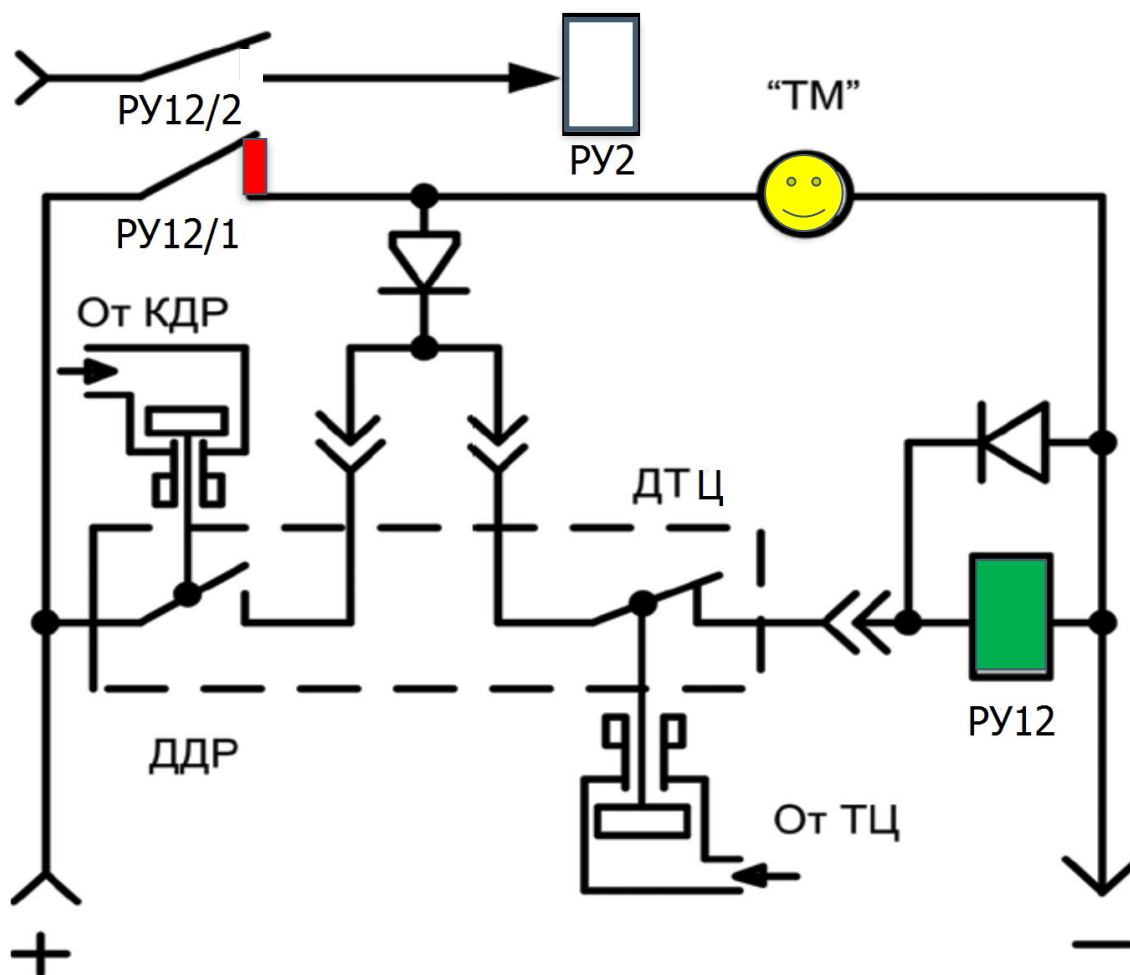 РУ12/2
“ТМ”
РУ2
РУ12/1
От КДР
ДТЦ
РУ12
ДДР
От ТЦ
+
—